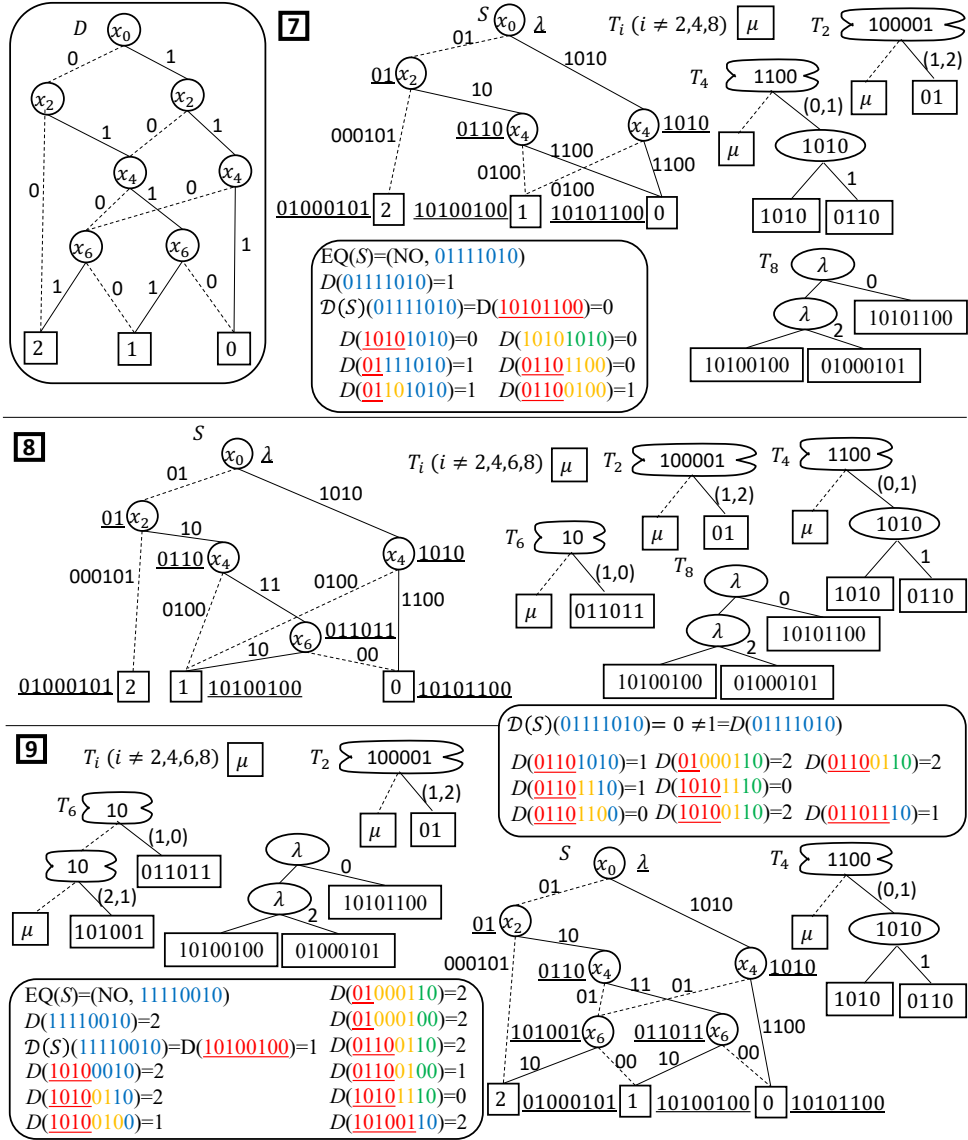 D
x₀
0
1
x₂
x₂
1
0
1
0
x₄
x₄
0
1
0
x₆
x₆
1
1
0
1
0
2
1
0
7
S
x₀ λ
01
1010
01 x₂
10
000101
0110 x₄
x₄ 1010
1100
0100
0100
1100
01000101 2
10100100 1
10101100 0
Tᵢ (i ≠ 2,4,8) μ
T₂ 100001
(1,2)
μ 01
T₄ 1100
(0,1)
μ 1010
1
1010 0110
T₈ λ
0
λ 10101100
2
10100100 01000101
EQ(S)=(NO, 01111010)
D(01111010)=1
𝒟(S)(01111010)=D(10101100)=0
D(10101010)=0 D(10101010)=0
D(01111010)=1 D(01101100)=0
D(01101010)=1 D(01100100)=1
8
S
x₀ λ
01
1010
01 x₂
10
000101
0110 x₄
x₄ 1010
11
0100
0100
1100
x₆ 011011
10
00
01000101 2
1 10100100
0 10101100
Tᵢ (i ≠ 2,4,6,8) μ
T₂ 100001
(1,2)
μ 01
T₄ 1100
(0,1)
μ 1010
1
1010 0110
T₆ 10
(1,0)
μ 011011
T₈
λ
0
λ 10101100
2
10100100 01000101
𝒟(S)(01111010)= 0 ≠1=D(01111010)
D(01101010)=1 D(01000110)=2 D(01100110)=2
D(01101110)=1 D(10101110)=0
D(01101100)=0 D(10100110)=2 D(01101110)=1
9
Tᵢ (i ≠ 2,4,6,8) μ
T₂ 100001
(1,2)
μ 01
T₆
10
(1,0)
10 011011
(2,1)
μ 101001
λ
0
λ 10101100
2
10100100 01000101
S
x₀ λ
01
1010
01 x₂
10
000101
0110 x₄
x₄ 1010
01
11
01
101001 x₆
011011 x₆
1100
10
00
10
00
2 01000101
1 10100100
0 10101100
T₄ 1100
(0,1)
μ 1010
1
1010 0110
EQ(S)=(NO, 11110010)
D(11110010)=2
𝒟(S)(11110010)=D(10100100)=1
D(10100010)=2
D(10100110)=2
D(10100100)=1
D(01000110)=2
D(01000100)=2
D(01100110)=2
D(01100100)=1
D(10101110)=0
D(10100110)=2